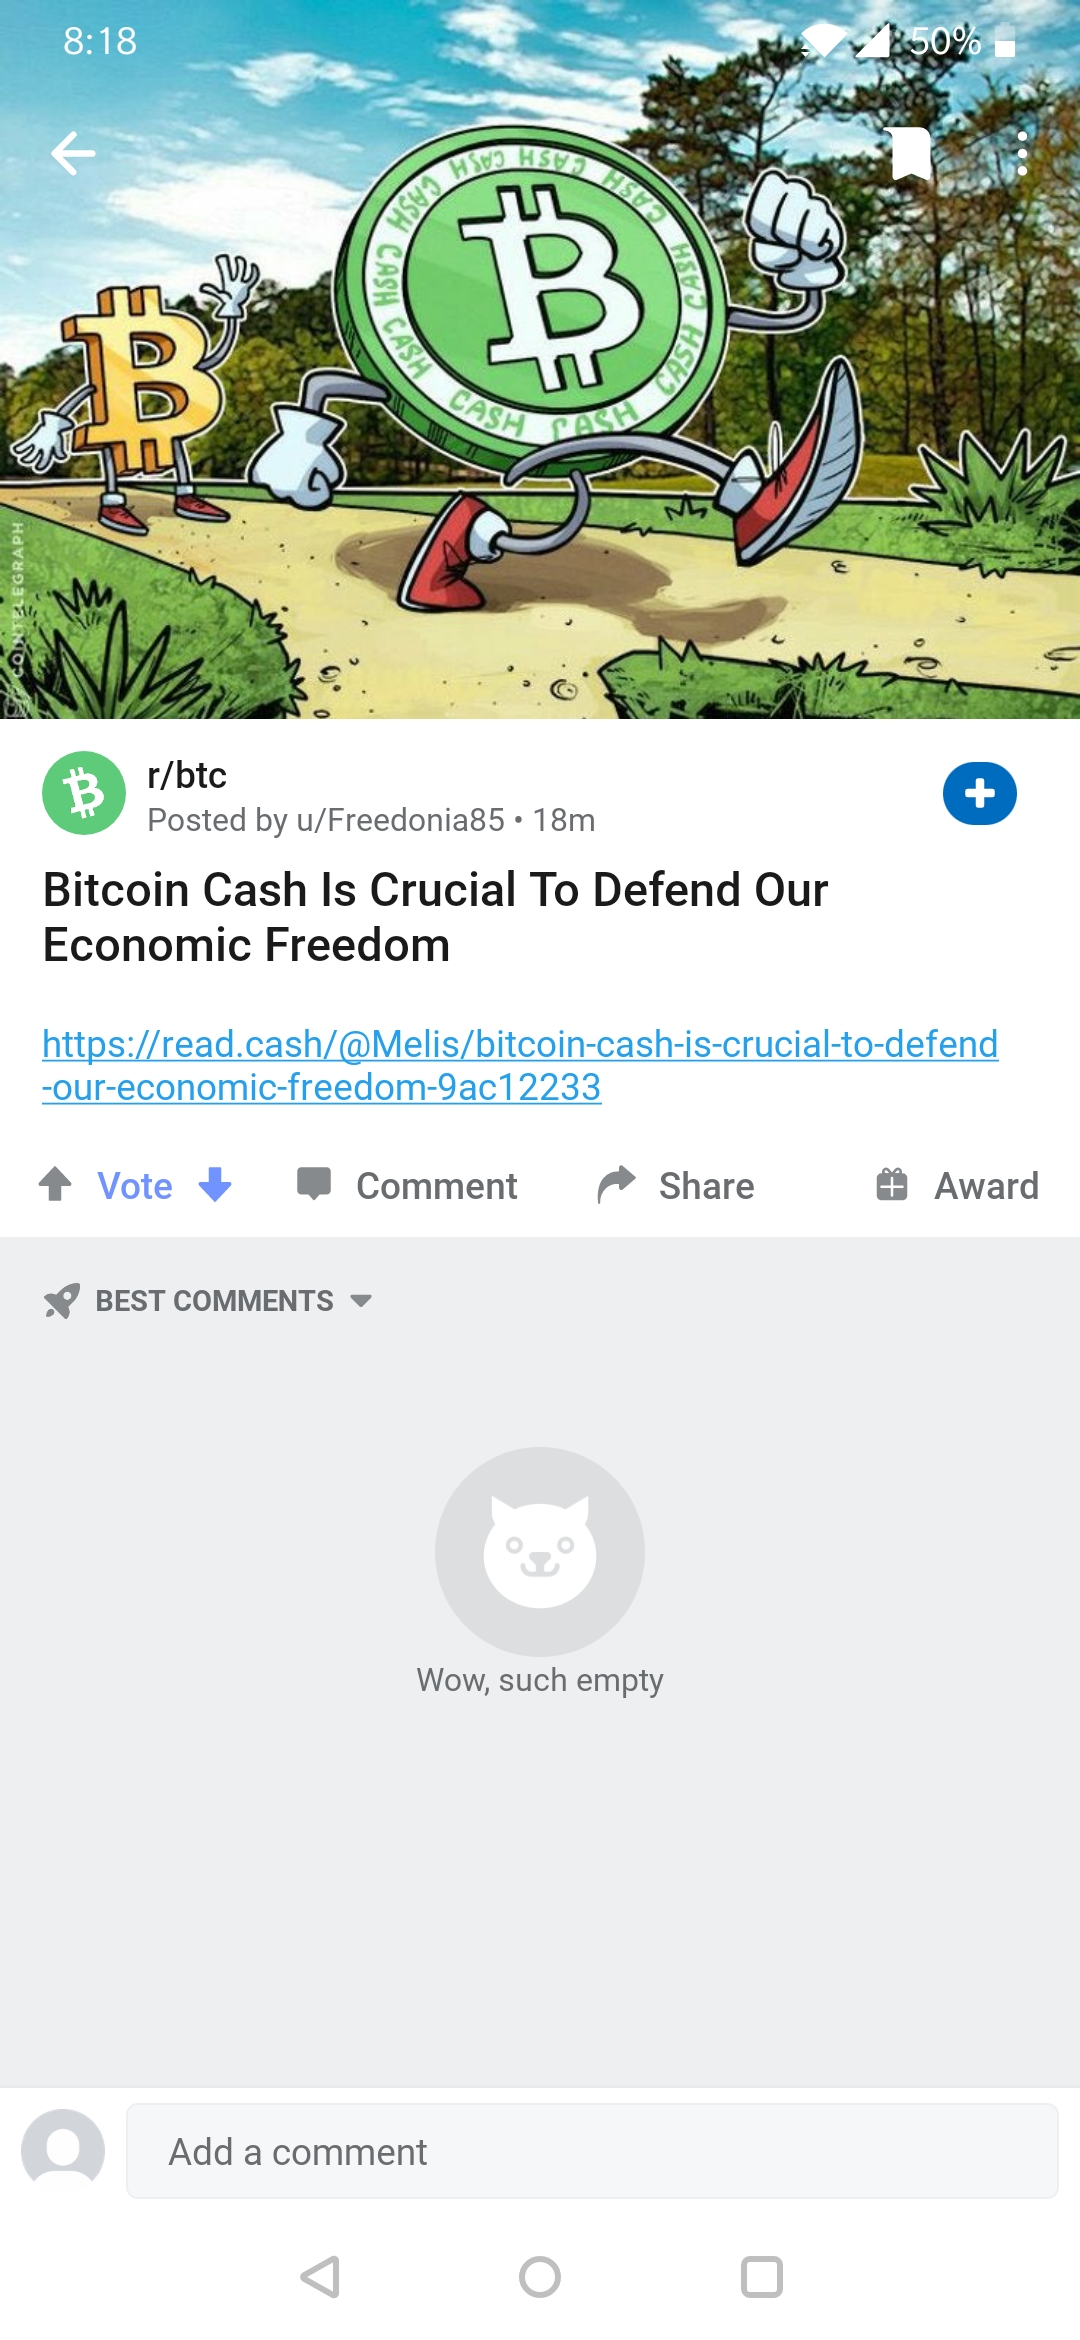 8:18
50%
CASH CASH CASH CASH CASH CASH CASH CASH CASH CASH
COINTELEGRAPH
r/btc
Posted by u/Freedonia85 • 18m
Bitcoin Cash Is Crucial To Defend Our
Economic Freedom
https://read.cash/@Melis/bitcoin-cash-is-crucial-to-defend
-our-economic-freedom-9ac12233
Vote Comment Share Award
BEST COMMENTS
Wow, such empty
Add a comment